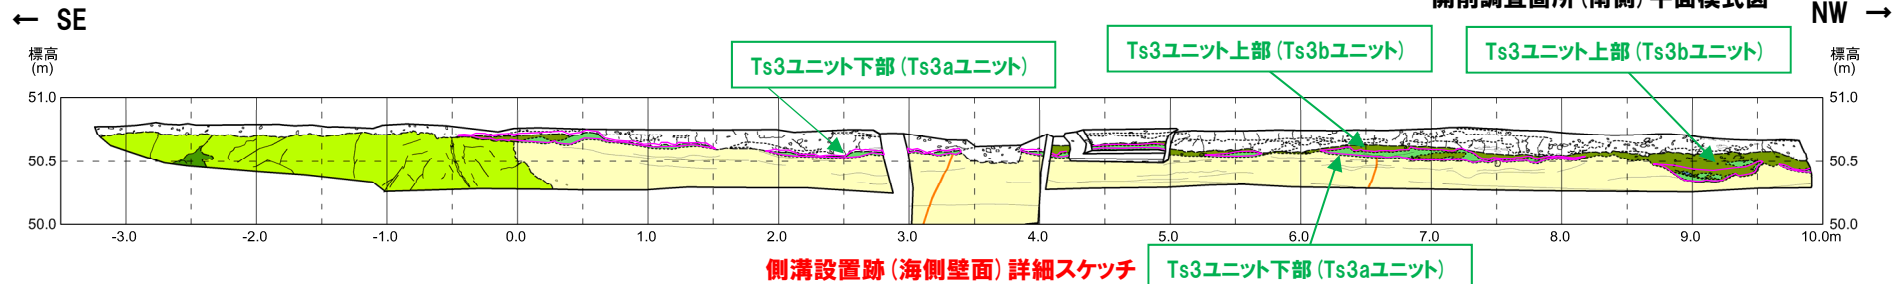 ← SE
NW →
標高
(m)
標高
(m)
Ts3ユニット下部(Ts3aユニット)
Ts3ユニット上部(Ts3bユニット)
Ts3ユニット上部(Ts3bユニット)
51.0
51.0
50.5
50.5
50.0
50.0
-3.0 -2.0 -1.0 0.0 1.0 2.0 3.0 4.0 5.0 6.0 7.0 8.0 9.0 10.0m
側溝設置跡(海側壁面)詳細スケッチ
Ts3ユニット下部(Ts3aユニット)